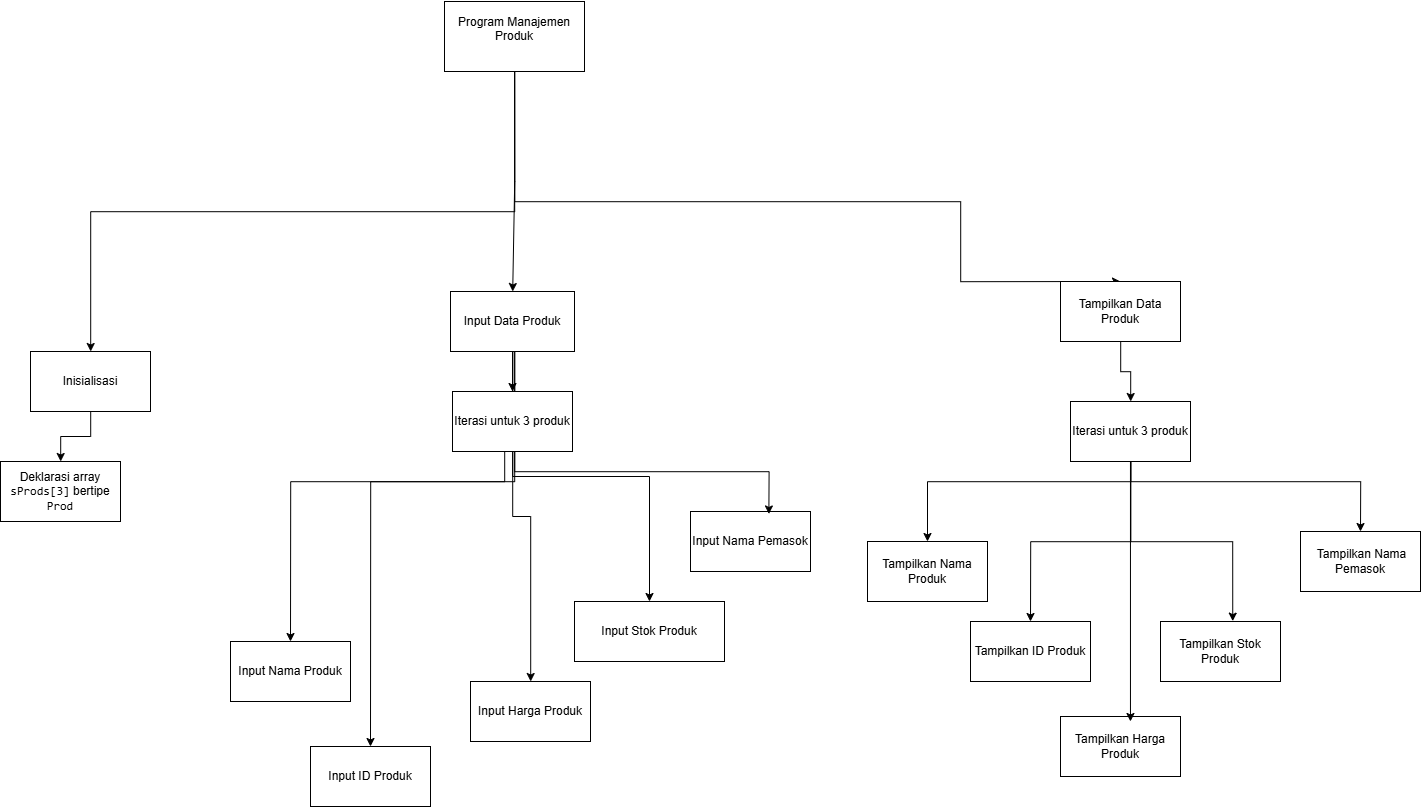 Program Manajemen
Produk
Input Data Produk
Tampilkan Data
Produk
Inisialisasi
Iterasi untuk 3 produk
Iterasi untuk 3 produk
Deklarasi array
sProds[3] bertipe
Prod
Input Nama Pemasok
Tampilkan Nama
Produk
Tampilkan Nama
Pemasok
Input Stok Produk
Tampilkan ID Produk
Tampilkan Stok
Produk
Input Nama Produk
Input Harga Produk
Tampilkan Harga
Produk
Input ID Produk